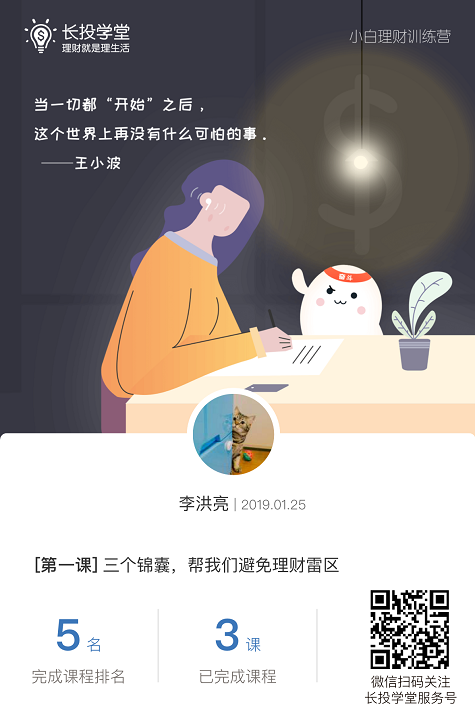 长投学堂
理财就是理生活
小白理财训练营
当一切都“开始”之后，
这个世界上再没有什么可怕的事。
——王小波
奋斗
李洪亮 | 2019.01.25
[第一课] 三个锦囊，帮我们避免理财雷区
5 名
完成课程排名
3 课
已完成课程
微信扫码关注
长投学堂服务号